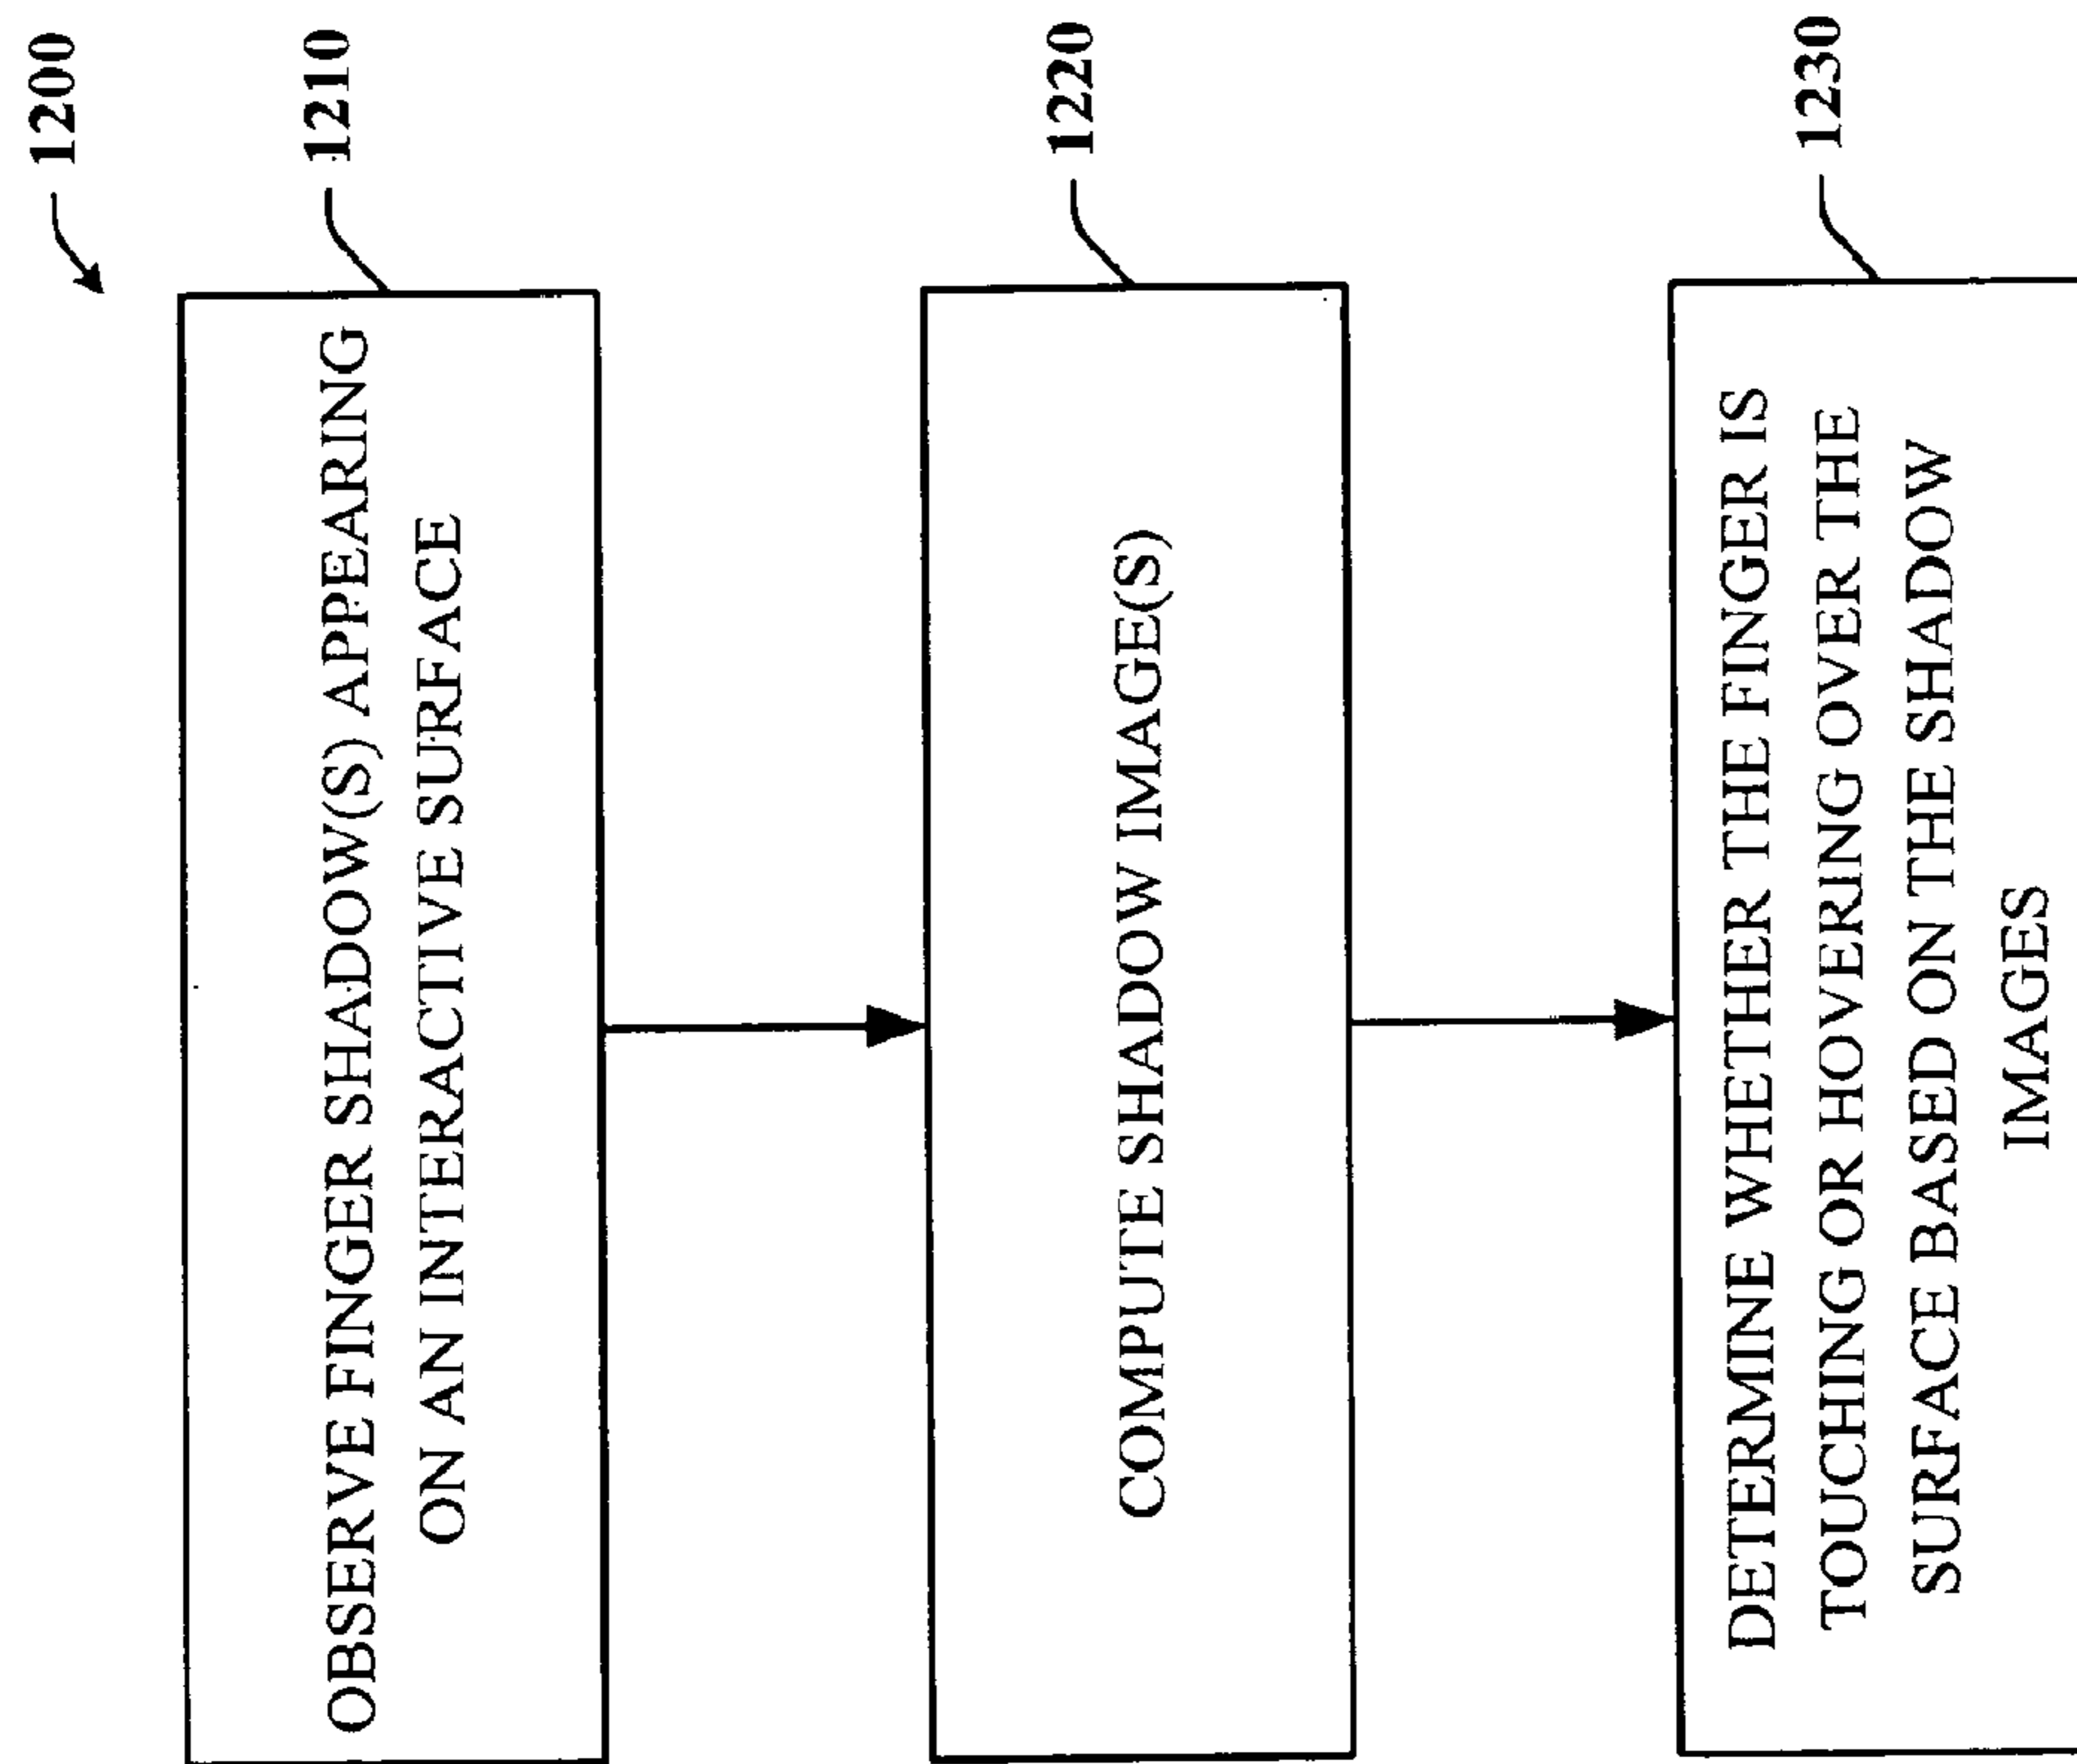 1200
1210
OBSERVE FINGER SHADOW(S) APPEARING
ON AN INTERACTIVE SURFACE
1220
COMPUTE SHADOW IMAGE(S)
1230
DETERMINE WHETHER THE FINGER IS
TOUCHING OR HOVERING OVER THE
SURFACE BASED ON THE SHADOW
IMAGES